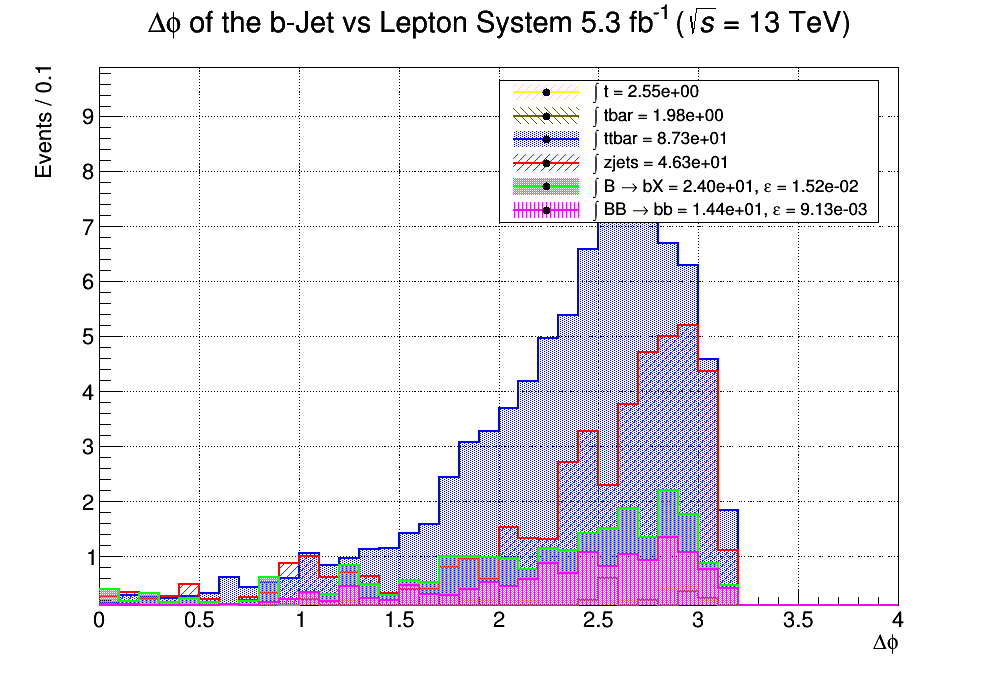 Δϕ of the b-Jet vs Lepton System 5.3 fb⁻¹ (√s = 13 TeV)
Events / 0.1
∫ t = 2.55e+00
∫ tbar = 1.98e+00
∫ ttbar = 8.73e+01
∫ zjets = 4.63e+01
∫ B → bX = 2.40e+01, ε = 1.52e-02
∫ BB → bb = 1.44e+01, ε = 9.13e-03
9
8
7
6
5
4
3
2
1
0 0.5 1 1.5 2 2.5 3 3.5 4
Δϕ